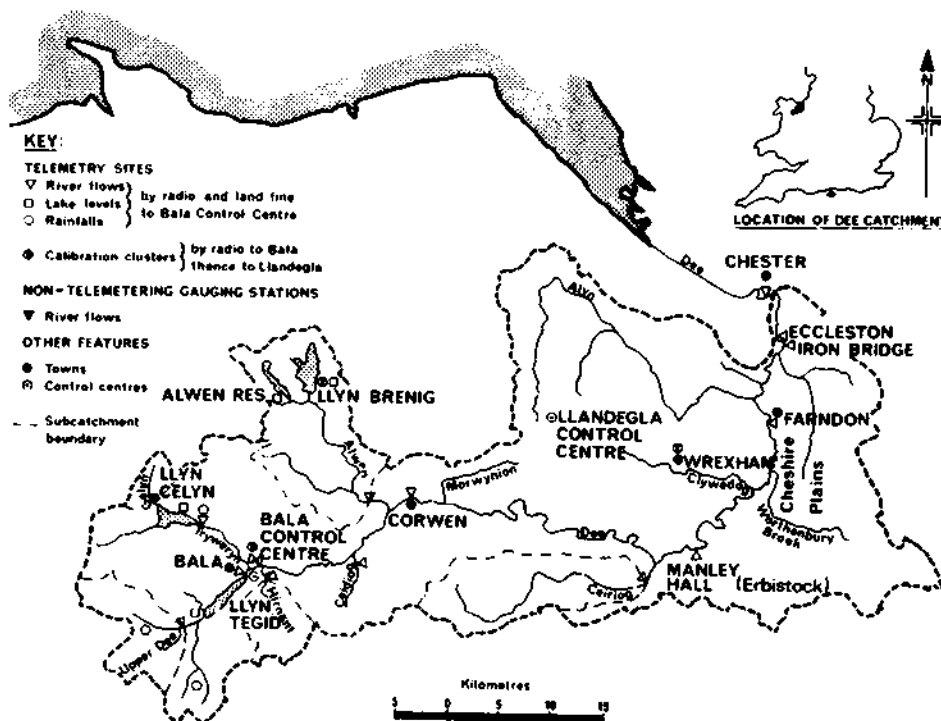 KEY:
TELEMETRY SITES
River flows
Lake levels
Rainfalls
by radio and land line
to Bala Control Centre
Calibration clusters
by radio to Bala
thence to Llandegla
NON-TELEMETERING GAUGING STATIONS
River flows
OTHER FEATURES
Towns
Control centres
Subcatchment
boundary
N
LOCATION OF DEE CATCHMENT
Dee
CHESTER
Alyn
ECCLESTON
IRON BRIDGE
ALWEN RES
LLYN BRENIG
Alwen
LLANDEGLA
CONTROL
CENTRE
FARNDON
WREXHAM
Clywedog
Cheshire
Plains
Worthenbury
Brook
Morwynion
CORWEN
LLYN
CELYN
Tryweryn
BALA
CONTROL
CENTRE
BALA
Hirnant
LLYN
TEGID
Upper Dee
Dee
Ceiriog
MANLEY
HALL
(Erbistock)
Kilometres
5 0 5 10 15